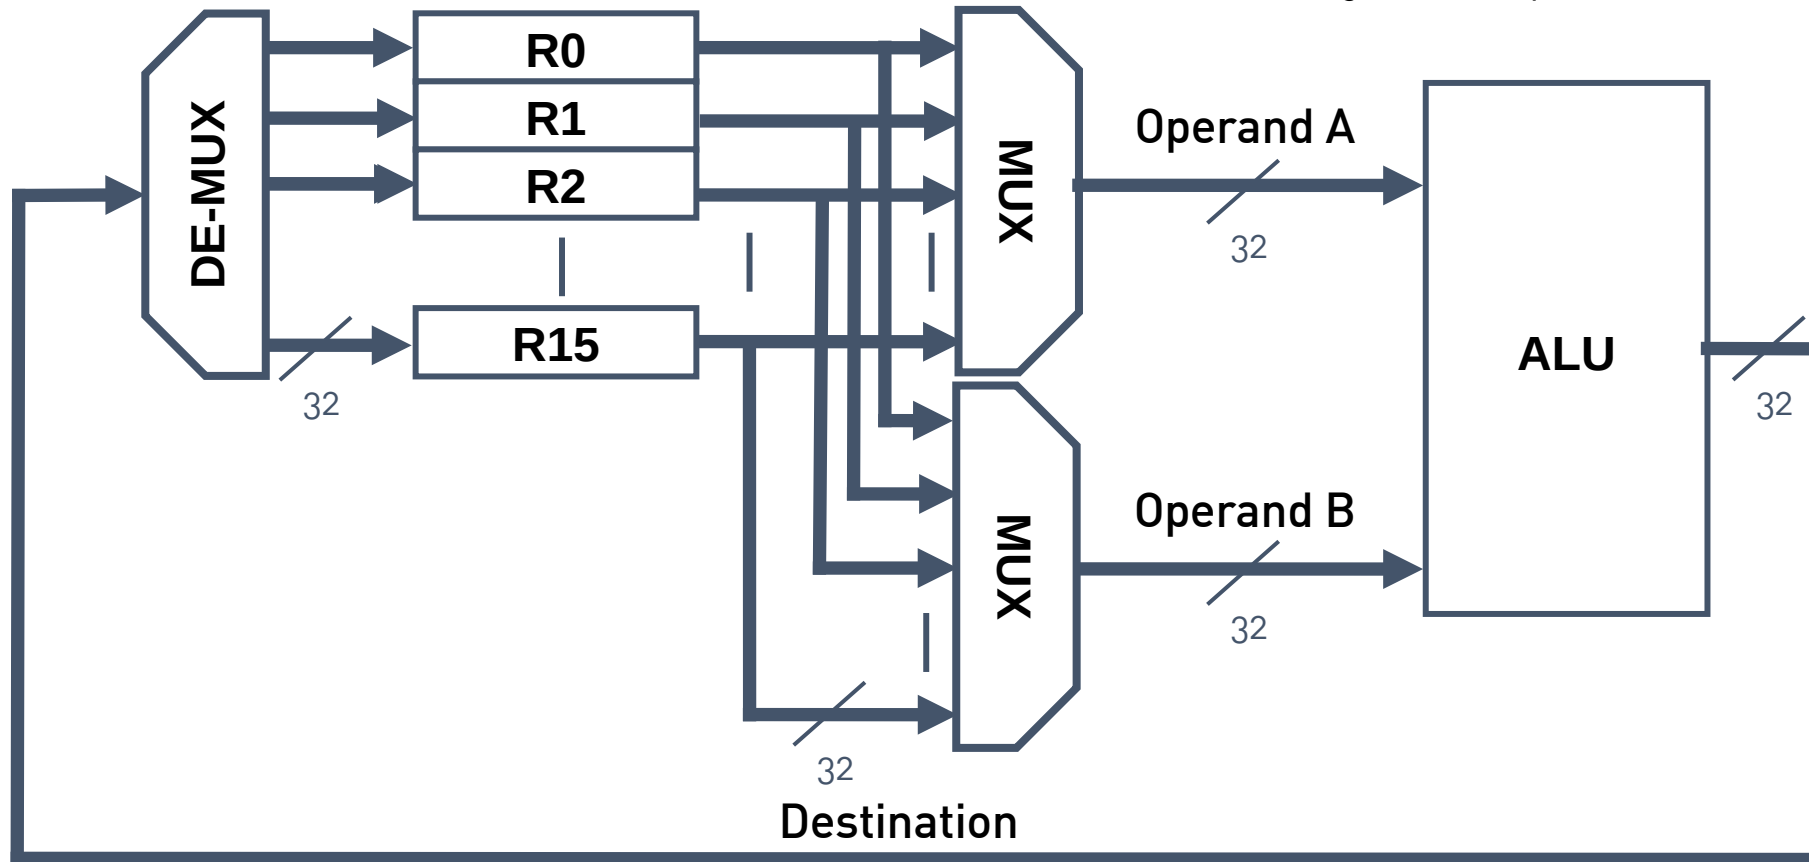 R0
R1
R2
R15
DE-MUX
32
MUX
Operand A
32
MUX
Operand B
32
32
ALU
32
Destination